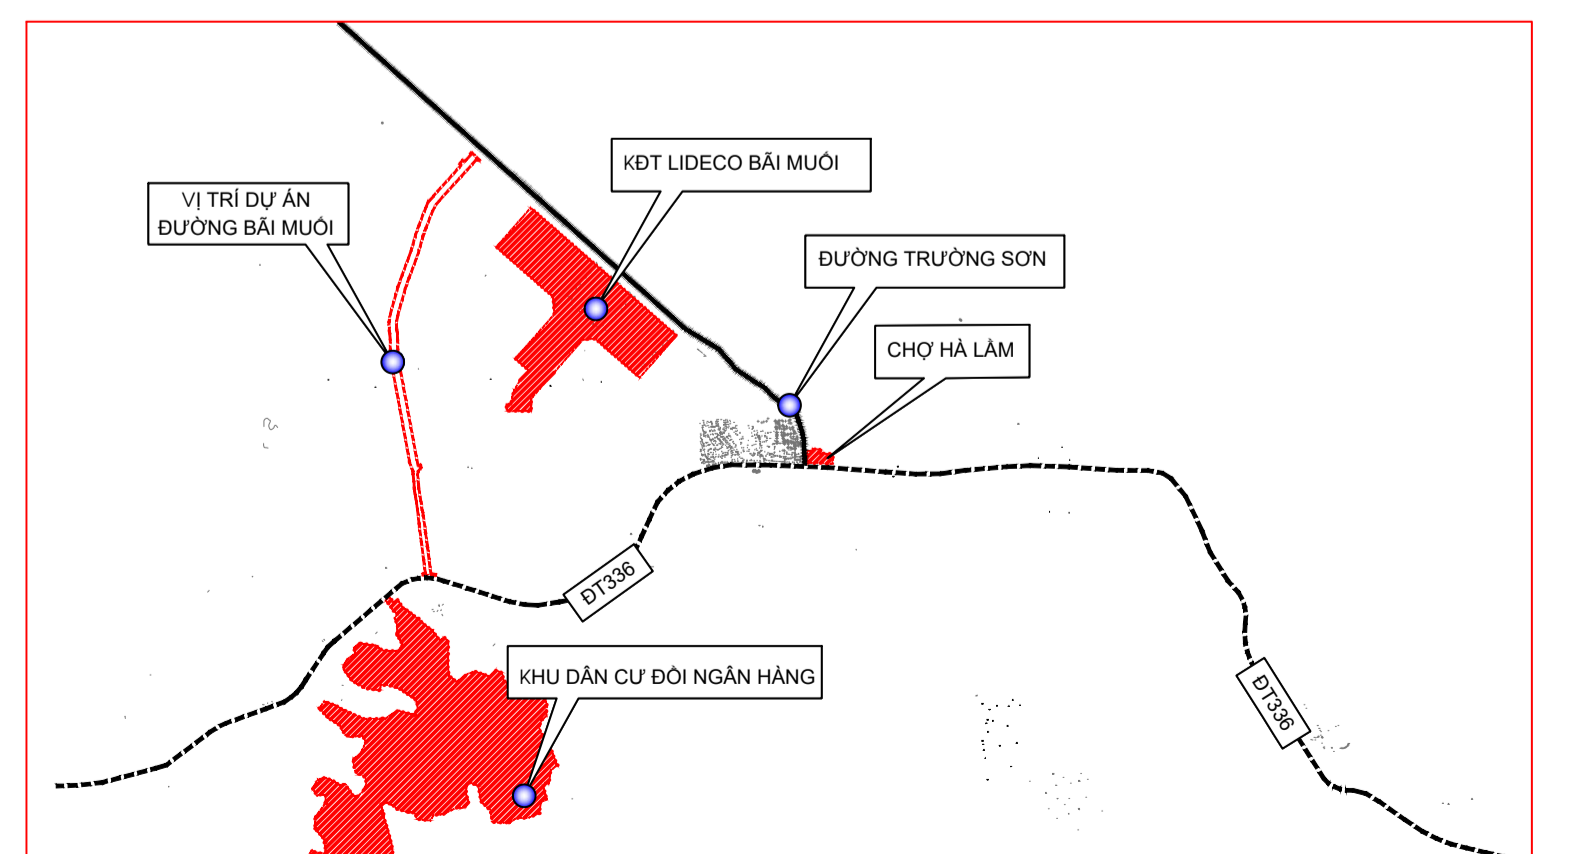 KĐT LIDECO BÃI MUỐI
VỊ TRÍ DỰ ÁN
ĐƯỜNG BÃI MUỐI
ĐƯỜNG TRƯỜNG SƠN
CHỢ HÀ LẦM
ĐT336
KHU DÂN CƯ ĐỒI NGÂN HÀNG
ĐT336